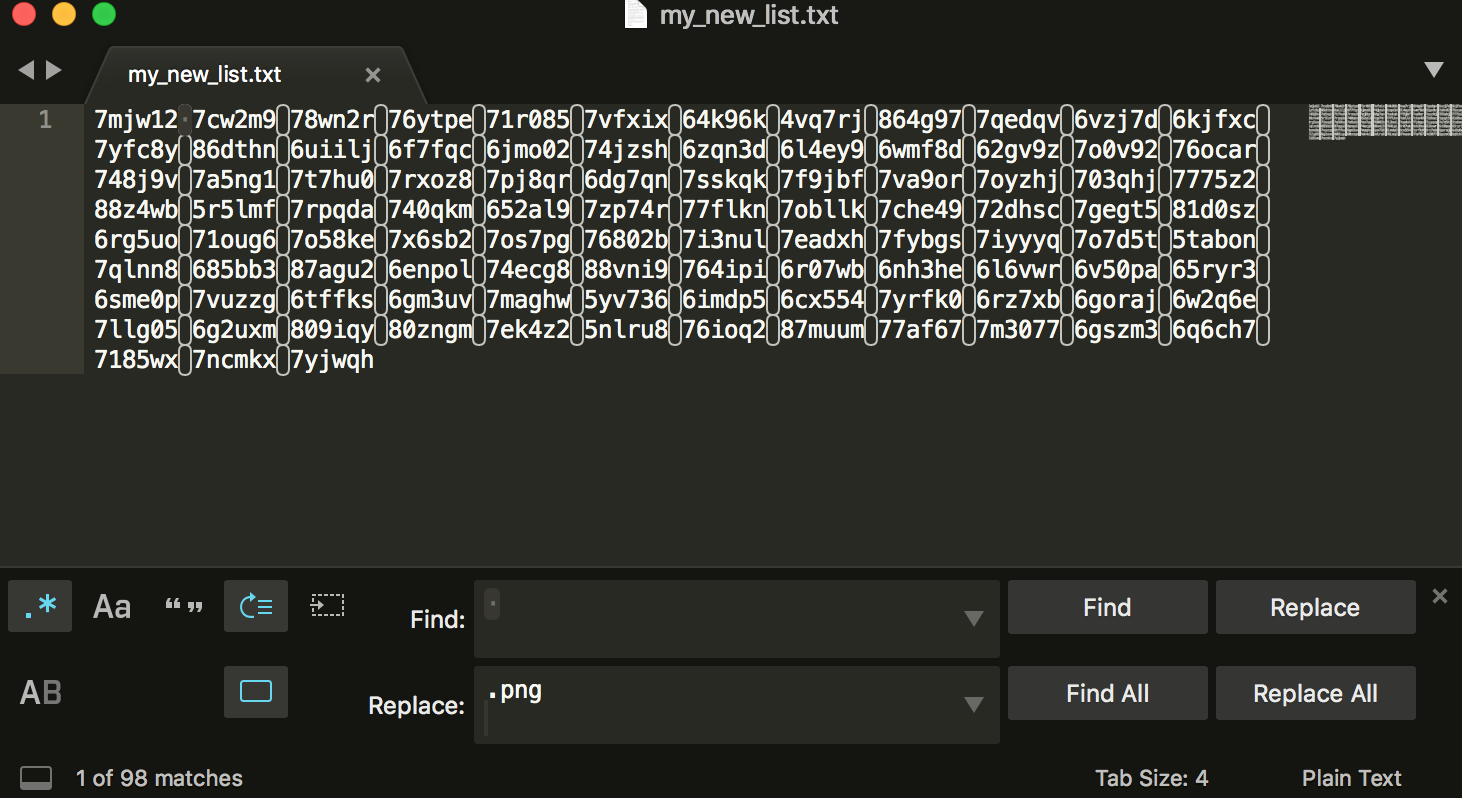 my_new_list.txt
my_new_list.txt ×
1
7mjw12 7cw2m9 78wn2r 76ytpe 71r085 7vfxix 64k96k 4vq7rj 864g97 7qedqv 6vzj7d 6kjfxc
7yfc8y 86dthn 6uiilj 6f7fqc 6jmo02 74jzsh 6zqn3d 6l4ey9 6wmf8d 62gv9z 7o0v92 76ocar
748j9v 7a5ng1 7t7hu0 7rxoz8 7pj8qr 6dg7qn 7sskqk 7f9jbf 7va9or 7oyzhj 703qhj 7775z2
88z4wb 5r5lmf 7rpqda 740qkm 652al9 7zp74r 77flkn 7obllk 7che49 72dhsc 7gegt5 81d0sz
6rg5uo 71oug6 7o58ke 7x6sb2 7os7pg 76802b 7i3nul 7eadxh 7fybgs 7iyyyq 7o7d5t 5tabon
7qlnn8 685bb3 87agu2 6enpol 74ecg8 88vni9 764ipi 6r07wb 6nh3he 6l6vwr 6v50pa 65ryr3
6sme0p 7vuzzg 6tffks 6gm3uv 7maghw 5yv736 6imdp5 6cx554 7yrfk0 6rz7xb 6goraj 6w2q6e
7llg05 6g2uxm 809iqy 80zngm 7ek4z2 5nlru8 76ioq2 87muum 77af67 7m3077 6gszm3 6q6ch7
7185wx 7ncmkx 7yjwqh
.* Aa “” Find: Find Replace ×
AB Replace: .png Find All Replace All
1 of 98 matches Tab Size: 4 Plain Text